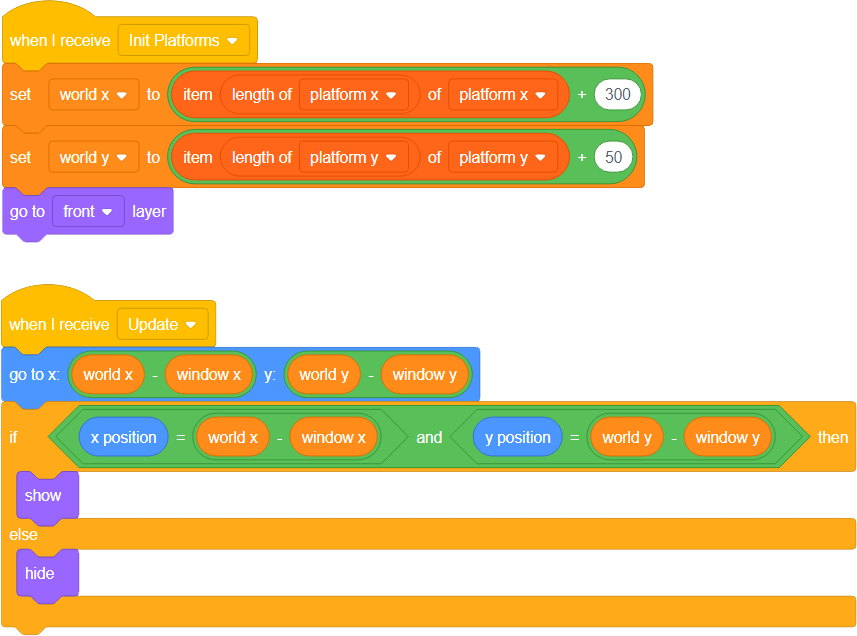 when I receive Init Platforms
set world x to item length of platform x of platform x + 300
set world y to item length of platform y of platform y + 50
go to front layer
when I receive Update
go to x: world x - window x y: world y - window y
if x position = world x - window x and y position = world y - window y then
show
else
hide